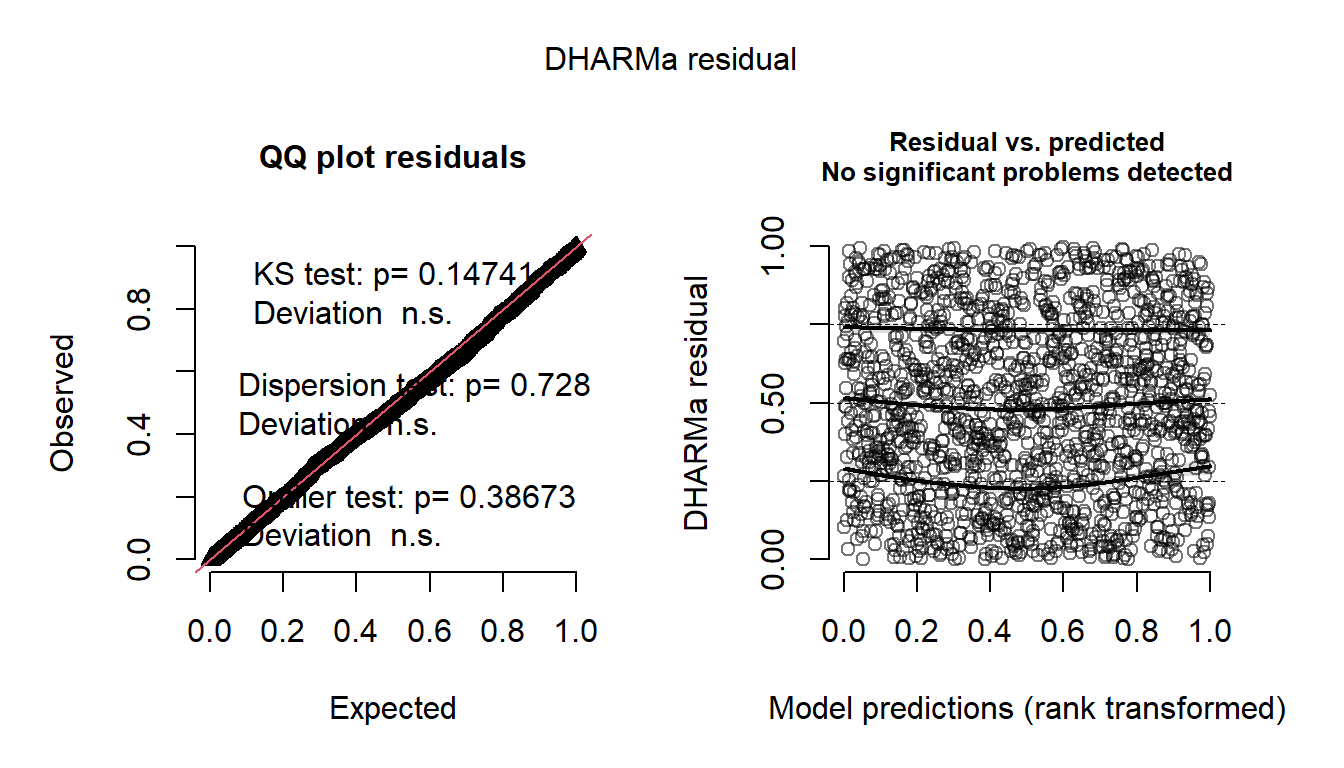 DHARMa residual
QQ plot residuals
KS test: p= 0.14741
Deviation  n.s.
Dispersion test: p= 0.728
Deviation  n.s.
Outlier test: p= 0.38673
Deviation  n.s.
Observed
0.0 0.4 0.8
0.0 0.2 0.4 0.6 0.8 1.0
Expected
Residual vs. predicted
No significant problems detected
DHARMa residual
0.00 0.50 1.00
0.0 0.2 0.4 0.6 0.8 1.0
Model predictions (rank transformed)